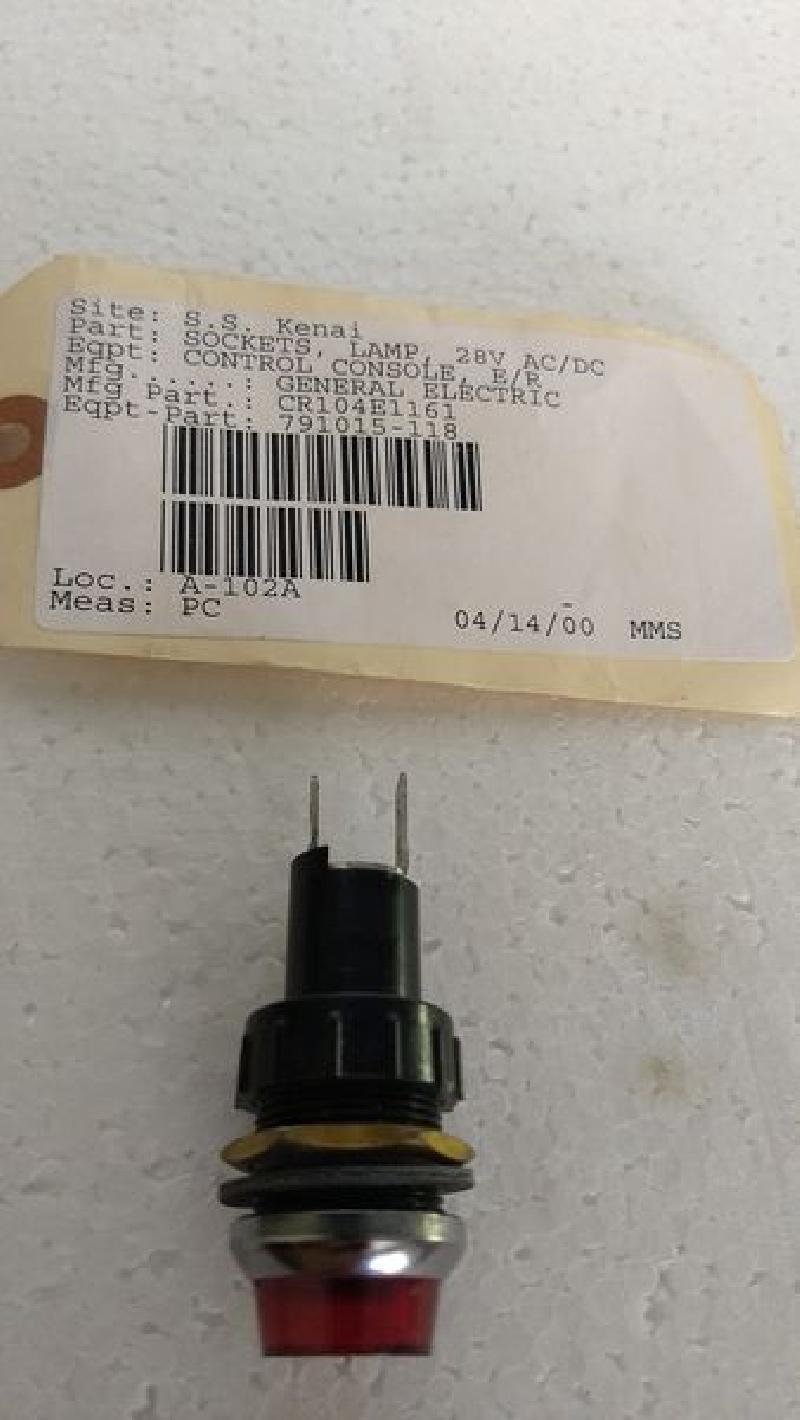 Site: S.S. Kenai
Part: SOCKETS, LAMP, 28V AC/DC
Eqpt: CONTROL CONSOLE, E/R
Mfg......: GENERAL ELECTRIC
Mfg Part.: CR104E1161
Eqpt-Part: 791015-118
Loc.: A-102A
Meas: PC
04/14/00 MMS